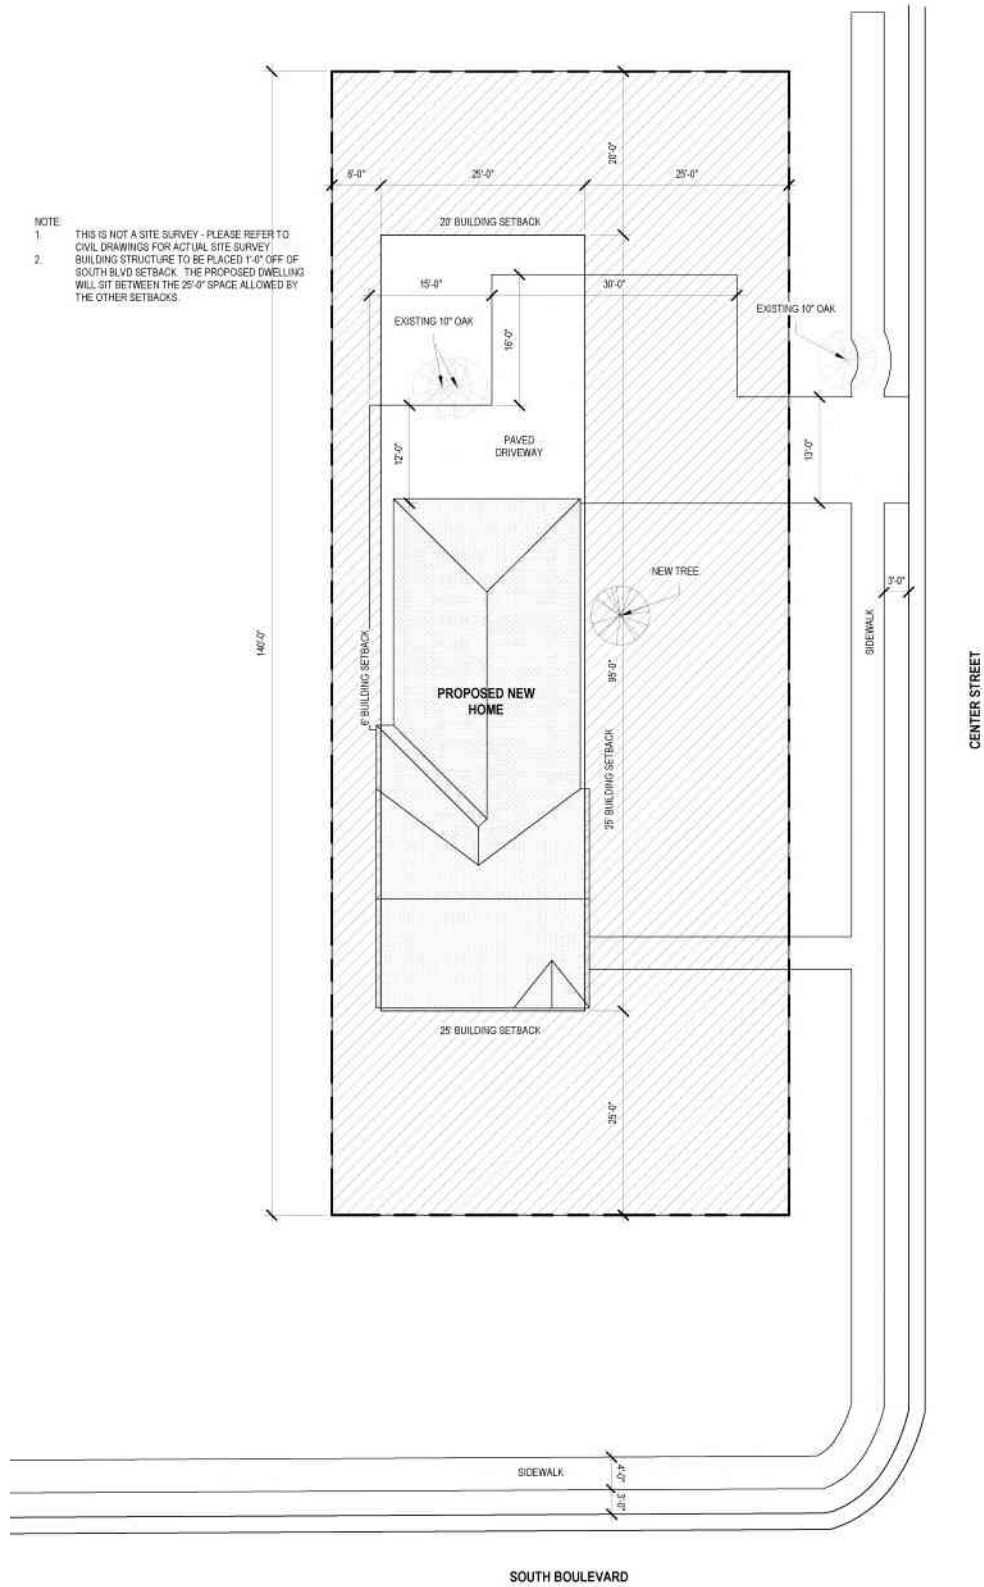 20'-0"
6'-0"
25'-0"
25'-0"
20' BUILDING SETBACK
NOTE:
1. THIS IS NOT A SITE SURVEY - PLEASE REFER TO
CIVIL DRAWINGS FOR ACTUAL SITE SURVEY
2. BUILDING STRUCTURE TO BE PLACED 1'-0" OFF OF
SOUTH BLVD SETBACK. THE PROPOSED DWELLING
WILL SIT BETWEEN THE 25'-0" SPACE ALLOWED BY
THE OTHER SETBACKS.
15'-0"
30'-0"
EXISTING 10" OAK
EXISTING 10" OAK
16'-0"
12'-0"
PAVED
DRIVEWAY
13'-0"
NEW TREE
3'-0"
SIDEWALK
140'-0"
6' BUILDING SETBACK
95'-0"
PROPOSED NEW
HOME
CENTER STREET
25' BUILDING SETBACK
25' BUILDING SETBACK
25'-0"
SIDEWALK
4'-0"
3'-0"
SOUTH BOULEVARD